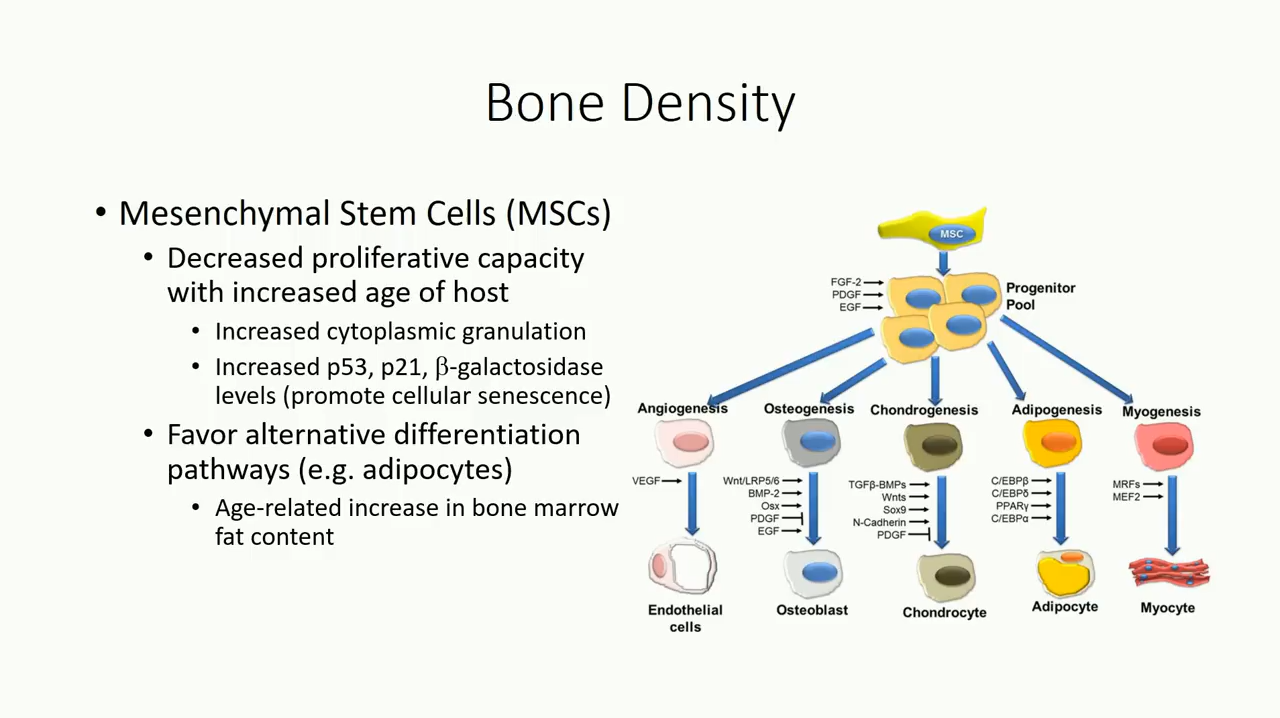 Bone Density
• Mesenchymal Stem Cells (MSCs)
• Decreased proliferative capacity
with increased age of host
• Increased cytoplasmic granulation
• Increased p53, p21, β-galactosidase
levels (promote cellular senescence)
• Favor alternative differentiation
pathways (e.g. adipocytes)
• Age-related increase in bone marrow
fat content
MSC
FGF-2
PDGF
EGF
Progenitor
Pool
Angiogenesis
Osteogenesis
Chondrogenesis
Adipogenesis
Myogenesis
VEGF
Wnt/LRP5/6
BMP-2
Osx
PDGF
EGF
TGFβ-BMPs
Wnts
Sox9
N-Cadherin
PDGF
C/EBPβ
C/EBPδ
PPARγ
C/EBPα
MRFs
MEF2
Endothelial
cells
Osteoblast
Chondrocyte
Adipocyte
Myocyte